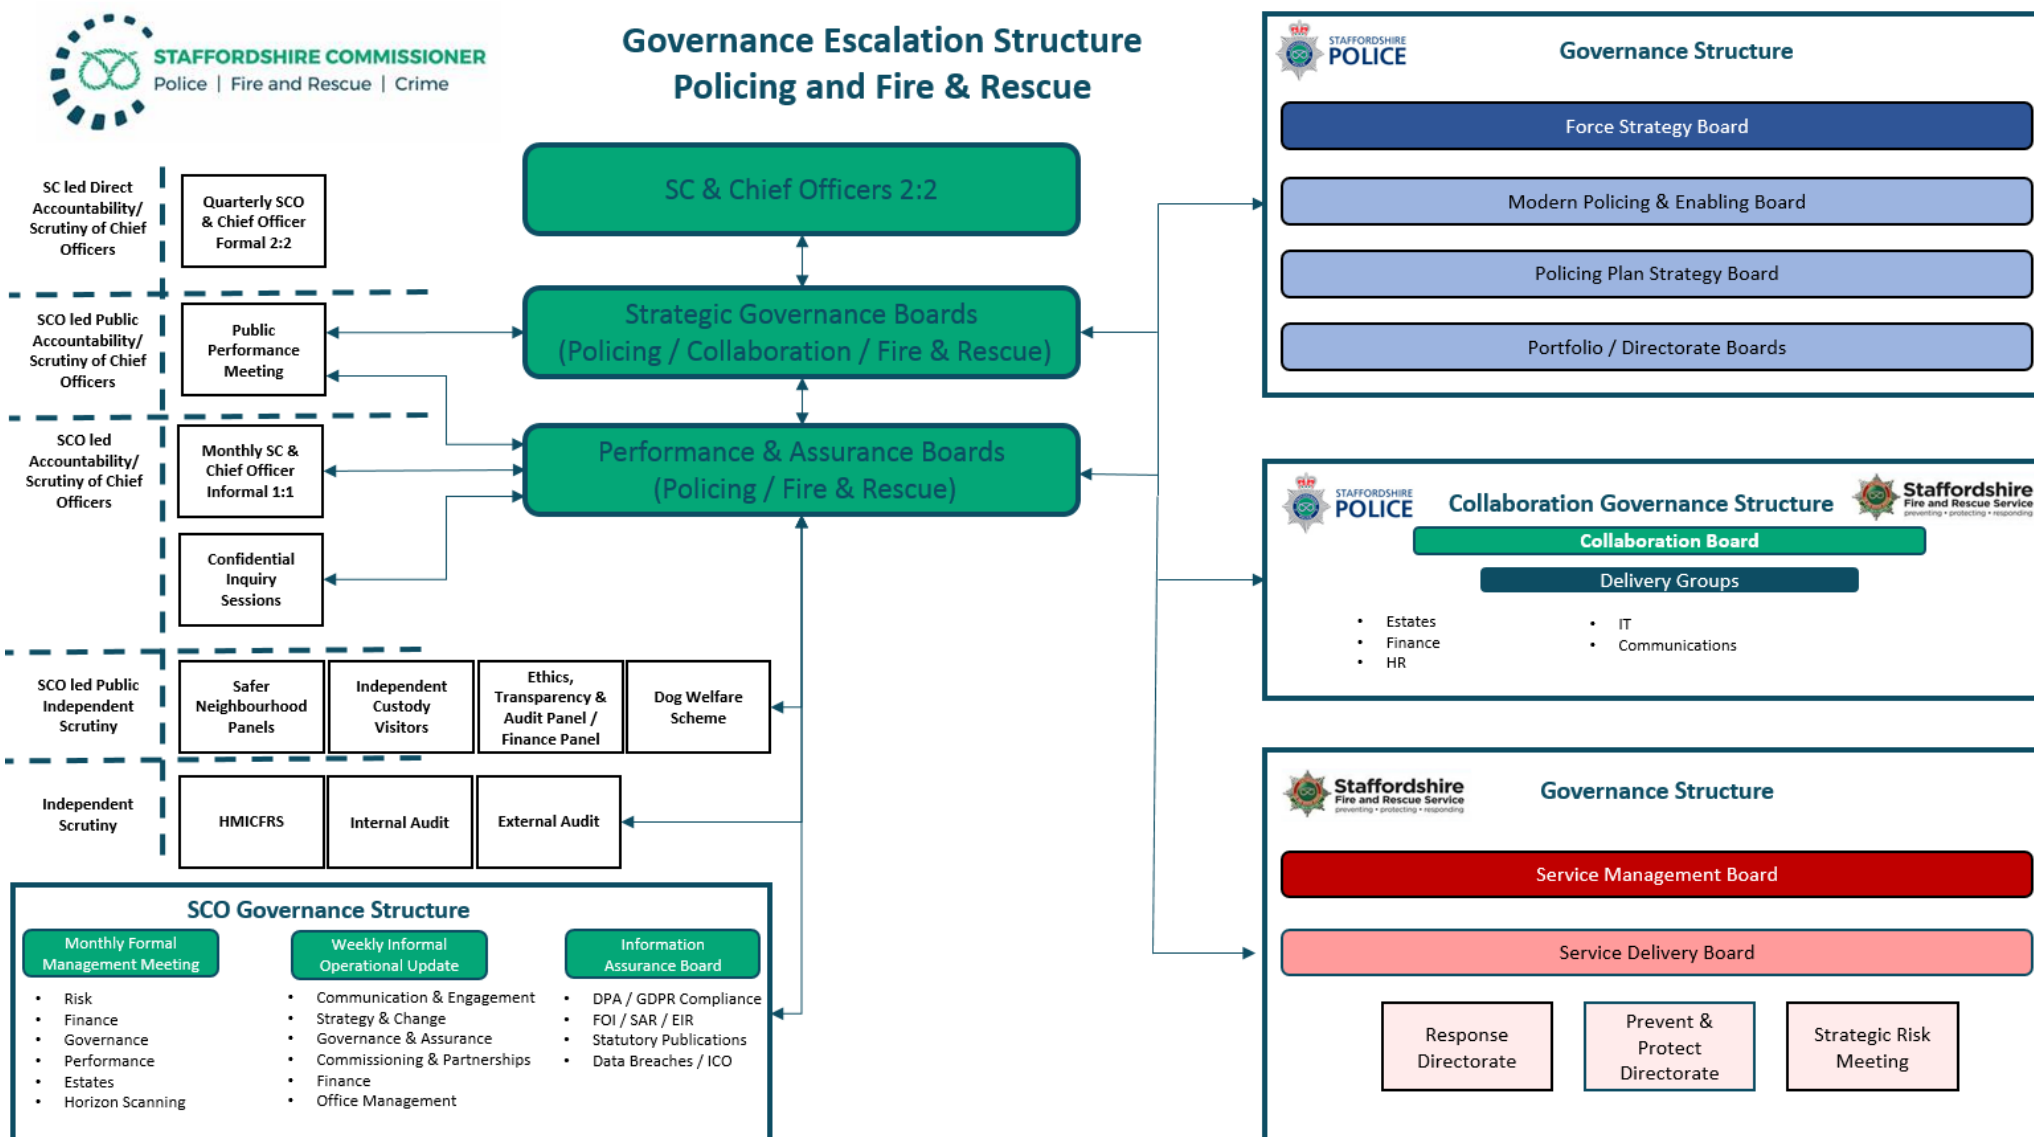 STAFFORDSHIRE COMMISSIONER
Police | Fire and Rescue | Crime
Governance Escalation Structure
Policing and Fire & Rescue
SC led Direct
Accountability/
Scrutiny of Chief
Officers
Quarterly SCO
& Chief Officer
Formal 2:2
SC & Chief Officers 2:2
SCO led Public
Accountability/
Scrutiny of Chief
Officers
Public
Performance
Meeting
Strategic Governance Boards
(Policing / Collaboration / Fire & Rescue)
SCO led
Accountability/
Scrutiny of Chief
Officers
Monthly SC &
Chief Officer
Informal 1:1
Performance & Assurance Boards
(Policing / Fire & Rescue)
Confidential
Inquiry
Sessions
SCO led Public
Independent
Scrutiny
Safer
Neighbourhood
Panels
Independent
Custody
Visitors
Ethics,
Transparency &
Audit Panel /
Finance Panel
Dog Welfare
Scheme
Independent
Scrutiny
HMICFRS
Internal Audit
External Audit
SCO Governance Structure
Monthly Formal
Management Meeting
• Risk
• Finance
• Governance
• Performance
• Estates
• Horizon Scanning
Weekly Informal
Operational Update
• Communication & Engagement
• Strategy & Change
• Governance & Assurance
• Commissioning & Partnerships
• Finance
• Office Management
Information
Assurance Board
• DPA / GDPR Compliance
• FOI / SAR / EIR
• Statutory Publications
• Data Breaches / ICO
STAFFORDSHIRE
POLICE
Governance Structure
Force Strategy Board
Modern Policing & Enabling Board
Policing Plan Strategy Board
Portfolio / Directorate Boards
STAFFORDSHIRE
POLICE
Collaboration Governance Structure
Staffordshire
Fire and Rescue Service
preventing • protecting • responding
Collaboration Board
Delivery Groups
• Estates
• Finance
• HR
• IT
• Communications
Staffordshire
Fire and Rescue Service
preventing • protecting • responding
Governance Structure
Service Management Board
Service Delivery Board
Response
Directorate
Prevent &
Protect
Directorate
Strategic Risk
Meeting